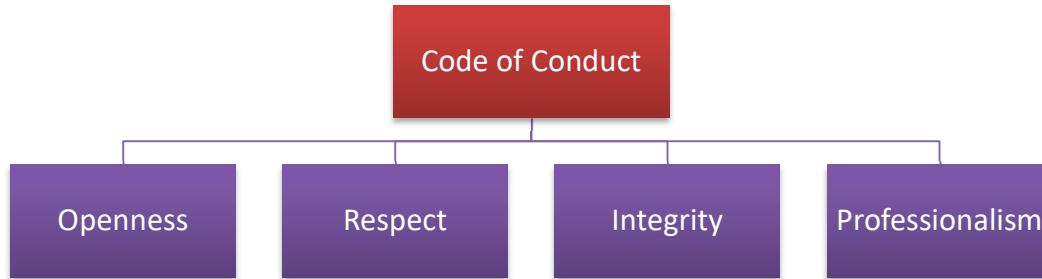 Code of Conduct
Openness
Respect
Integrity
Professionalism